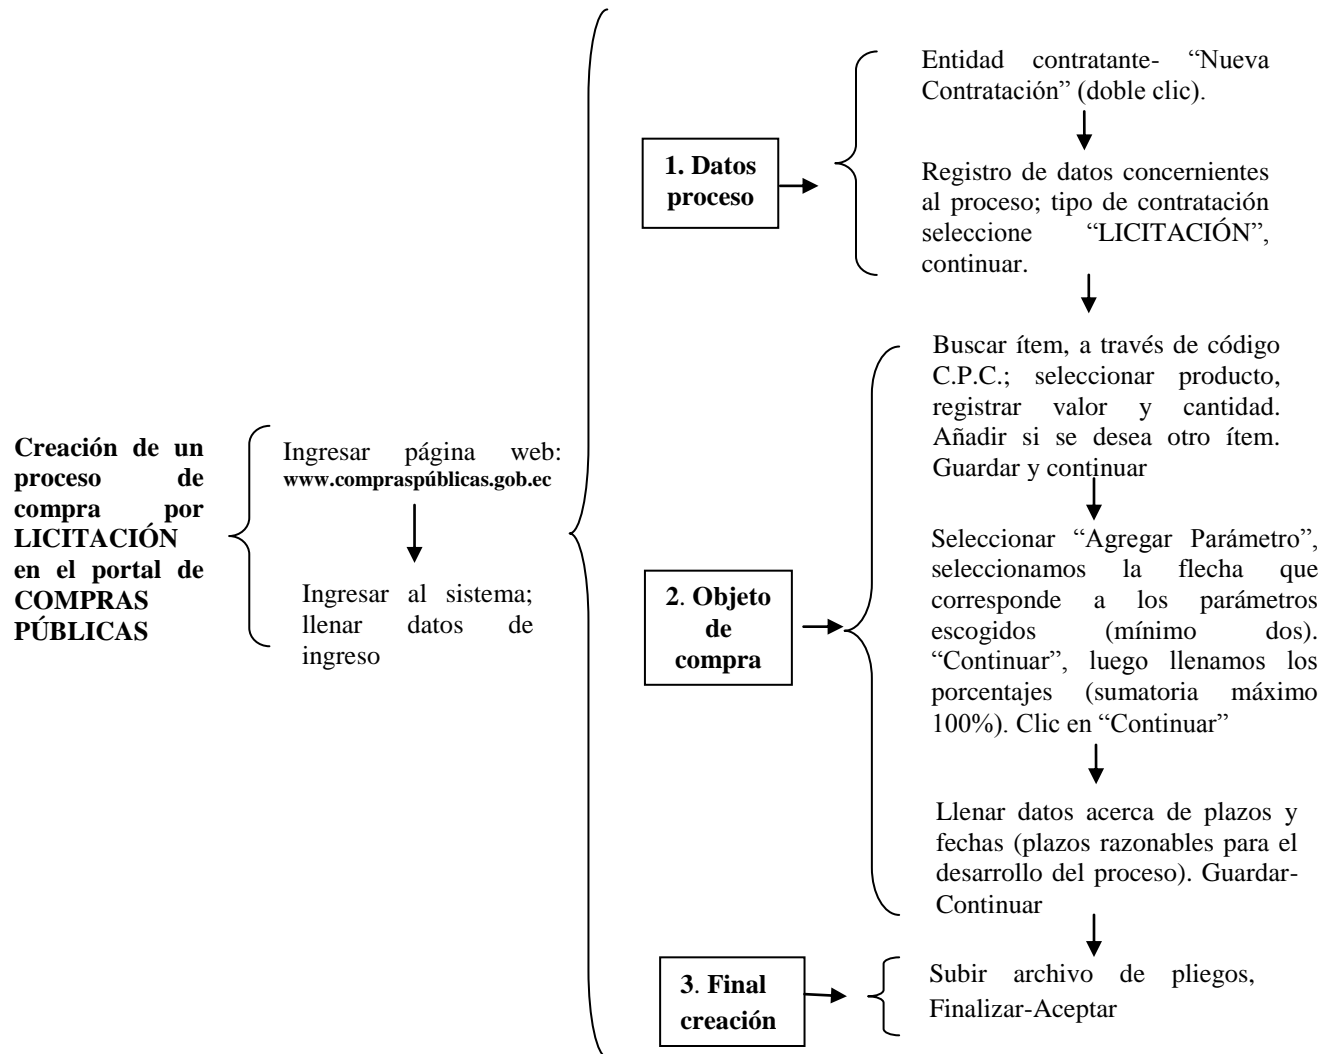 Creación de un
proceso de
compra por
LICITACIÓN
en el portal de
COMPRAS
PÚBLICAS
Ingresar página web:
www.compraspúblicas.gob.ec
Ingresar al sistema;
llenar datos de
ingreso
1. Datos
proceso
Entidad contratante- “Nueva
Contratación” (doble clic).
Registro de datos concernientes
al proceso; tipo de contratación
seleccione “LICITACIÓN”,
continuar.
2. Objeto
de
compra
Buscar ítem, a través de código
C.P.C.; seleccionar producto,
registrar valor y cantidad.
Añadir si se desea otro ítem.
Guardar y continuar
Seleccionar “Agregar Parámetro”,
seleccionamos la flecha que
corresponde a los parámetros
escogidos (mínimo dos).
“Continuar”, luego llenamos los
porcentajes (sumatoria máximo
100%). Clic en “Continuar”
Llenar datos acerca de plazos y
fechas (plazos razonables para el
desarrollo del proceso). Guardar-
Continuar
3. Final
creación
Subir archivo de pliegos,
Finalizar-Aceptar